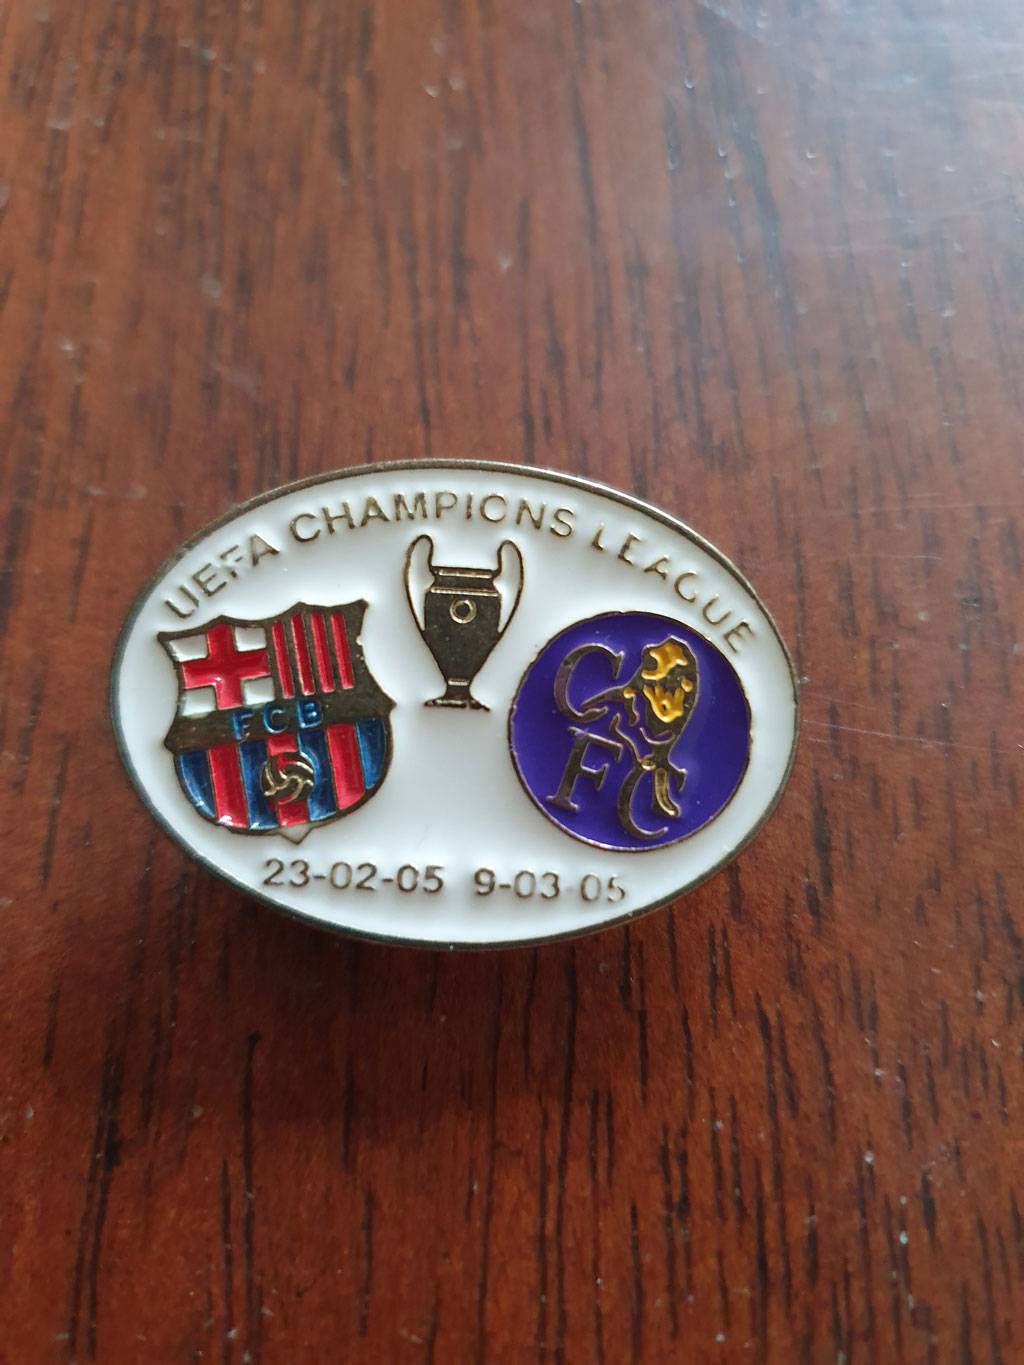 UEFA CHAMPIONS LEAGUE
FCB
CFC
23-02-05 9-03-05